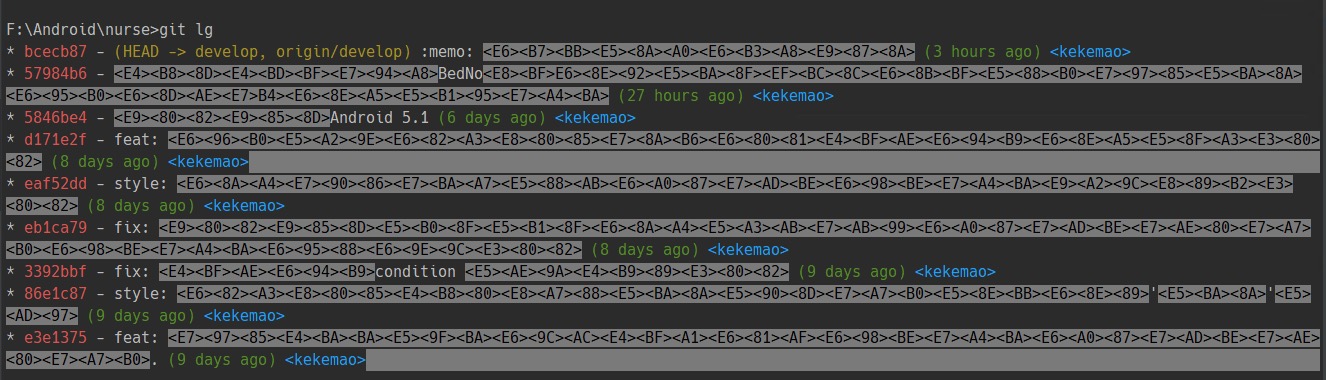 F:\Android\nurse>git lg
* bcecb87 - (HEAD -> develop, origin/develop) :memo: <E6><B7><BB><E5><8A><A0><E6><B3><A8><E9><87><8A> (3 hours ago) <kekemao>
* 57984b6 - <E4><B8><8D><E4><BD><BF><E7><94><A8>BedNo<E8><BF>E6><8E><92><E5><BA><8F><EF><BC><8C><E6><8B><BF><E5><88><B0><E7><97><85><E5><BA><8A>
<E6><95><B0><E6><8D><AE><E7>B4><E6><8E><A5><E5><B1><95><E7><A4><BA> (27 hours ago) <kekemao>
* 5846be4 - <E9><80><82><E9><85><8D>Android 5.1 (6 days ago) <kekemao>
* d171e2f - feat: <E6><96><B0><E5><A2><9E><E6><82><A3><E8><80><85><E7><8A><B6><E6><80><81><E4><BF><AE><E6><94><B9><E6><8E><A5><E5><8F><A3><E3><80>
<82> (8 days ago) <kekemao>
* eaf52dd - style: <E6><8A><A4><E7><90><86><E7><BA><A7><E5><88><AB><E6><A0><87><E7><AD><BE><E6><98><BE><E7><A4><BA><E9><A2><9C><E8><89><B2><E3>
<80><82> (8 days ago) <kekemao>
* eb1ca79 - fix: <E9><80><82><E9><85><8D><E5><B0><8F><E5><B1><8F><E6><8A><A4><E5><A3><AB><E7><AB><99><E6><A0><87><E7><AD><BE><E7><AE><80><E7><A7>
<B0><E6><98><BE><E7><A4><BA><E6><95><88><E6><9E><9C><E3><80><82> (8 days ago) <kekemao>
* 3392bbf - fix: <E4><BF><AE><E6><94><B9>condition <E5><AE><9A><E4><B9><89><E3><80><82> (9 days ago) <kekemao>
* 86e1c87 - style: <E6><82><A3><E8><80><85><E4><B8><80><E8><A7><88><E5><BA><8A><E5><90><8D><E7><A7><B0><E5><8E><BB><E6><8E><89>'<E5><BA><8A>'<E5>
<AD><97> (9 days ago) <kekemao>
* e3e1375 - feat: <E7><97><85><E4><BA><BA><E5><9F><BA><E6><9C><AC><E4><BF><A1><E6><81><AF><E6><98><BE><E7><A4><BA><E6><A0><87><E7><AD><BE><E7><AE>
<80><E7><A7><B0>. (9 days ago) <kekemao>